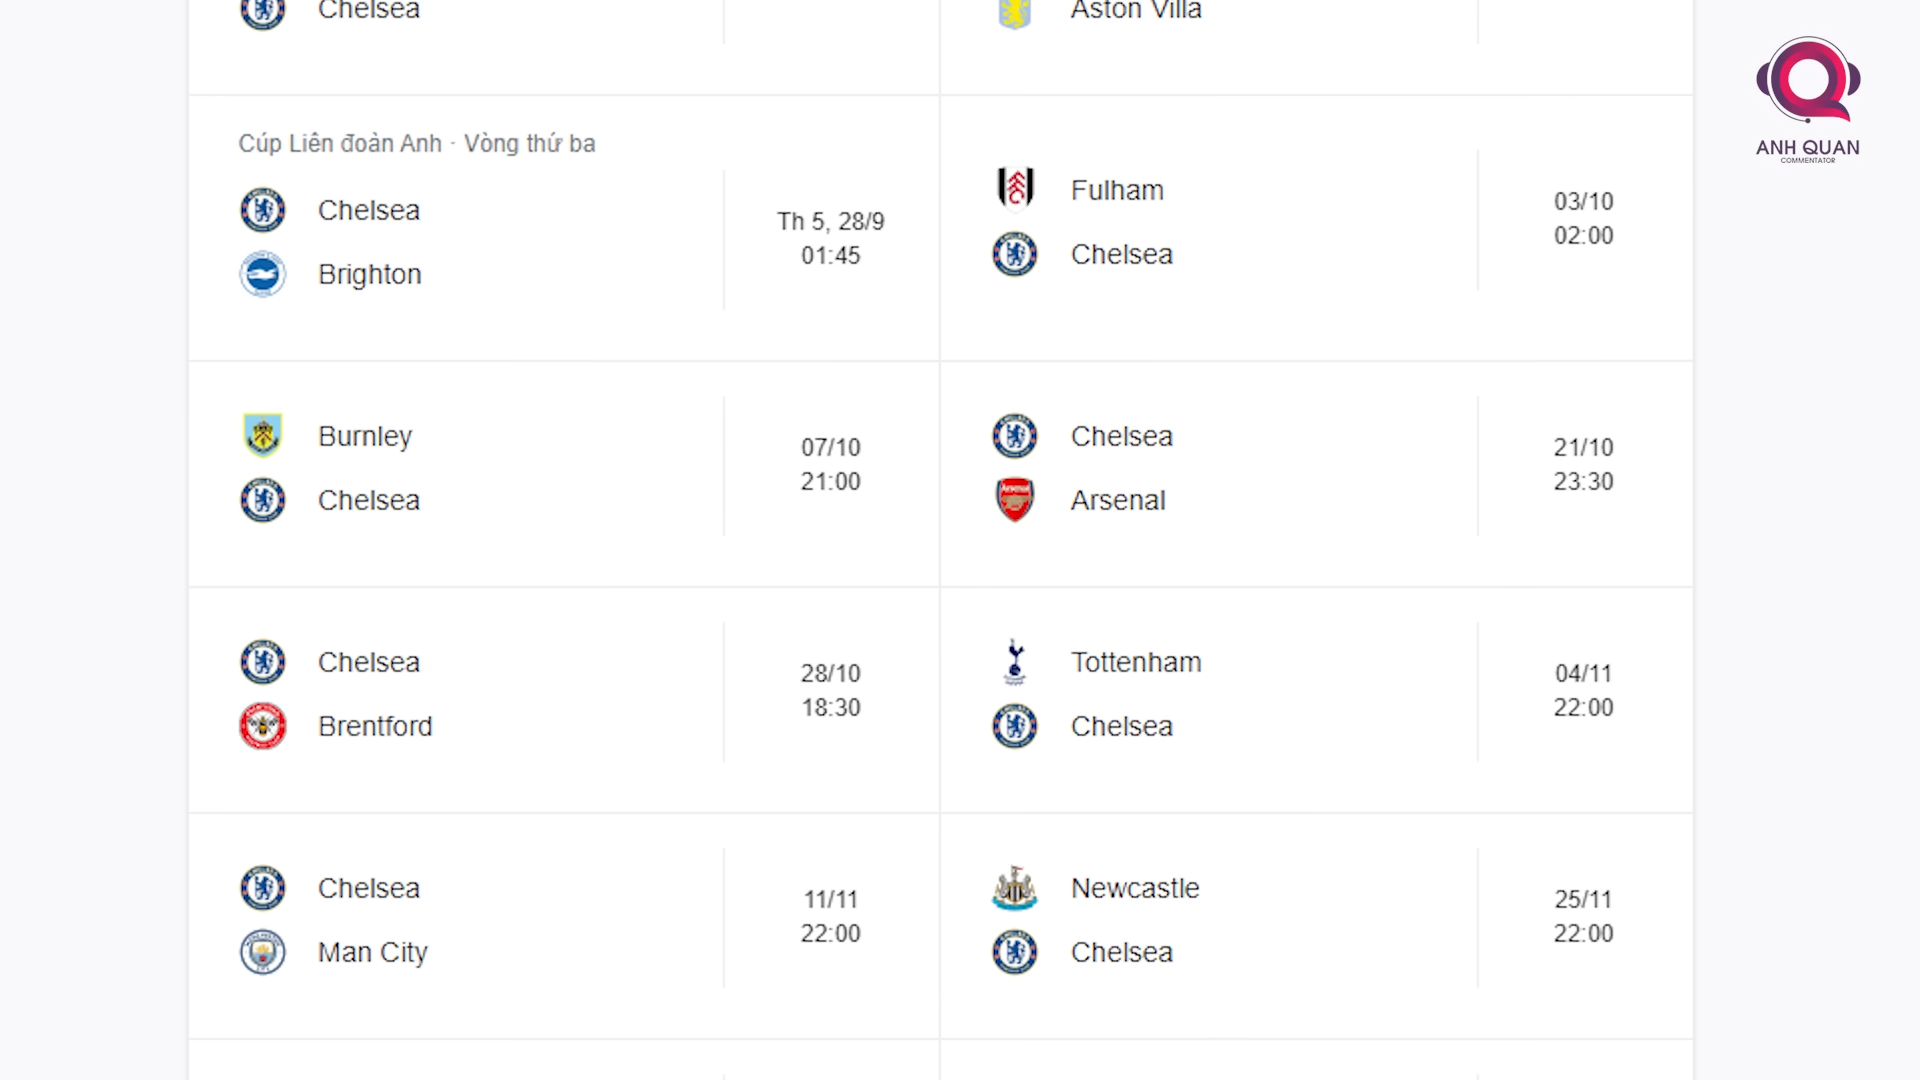 Chelsea
Aston Villa
Cúp Liên đoàn Anh · Vòng thứ ba
Chelsea
Brighton
Th 5, 28/9
01:45
Fulham
Chelsea
03/10
02:00
Burnley
Chelsea
07/10
21:00
Chelsea
Arsenal
21/10
23:30
Chelsea
Brentford
28/10
18:30
Tottenham
Chelsea
04/11
22:00
Chelsea
Man City
11/11
22:00
Newcastle
Chelsea
25/11
22:00
ANH QUAN
COMMENTATOR